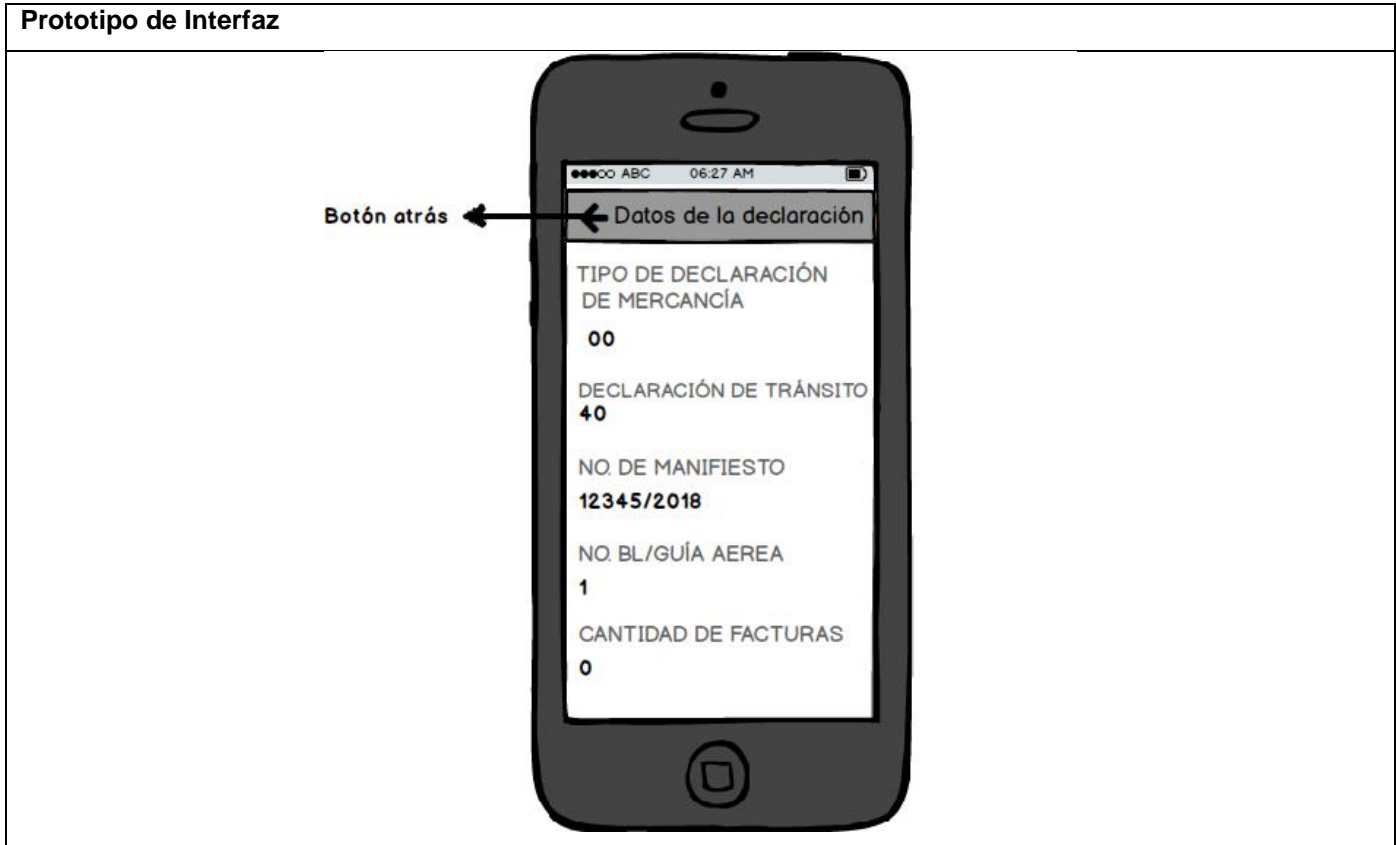 Prototipo de Interfaz
ABC 06:27 AM
Botón atrás
Datos de la declaración
TIPO DE DECLARACIÓN
DE MERCANCÍA
00
DECLARACIÓN DE TRÁNSITO
40
NO. DE MANIFIESTO
12345/2018
NO. BL/GUÍA AEREA
1
CANTIDAD DE FACTURAS
0